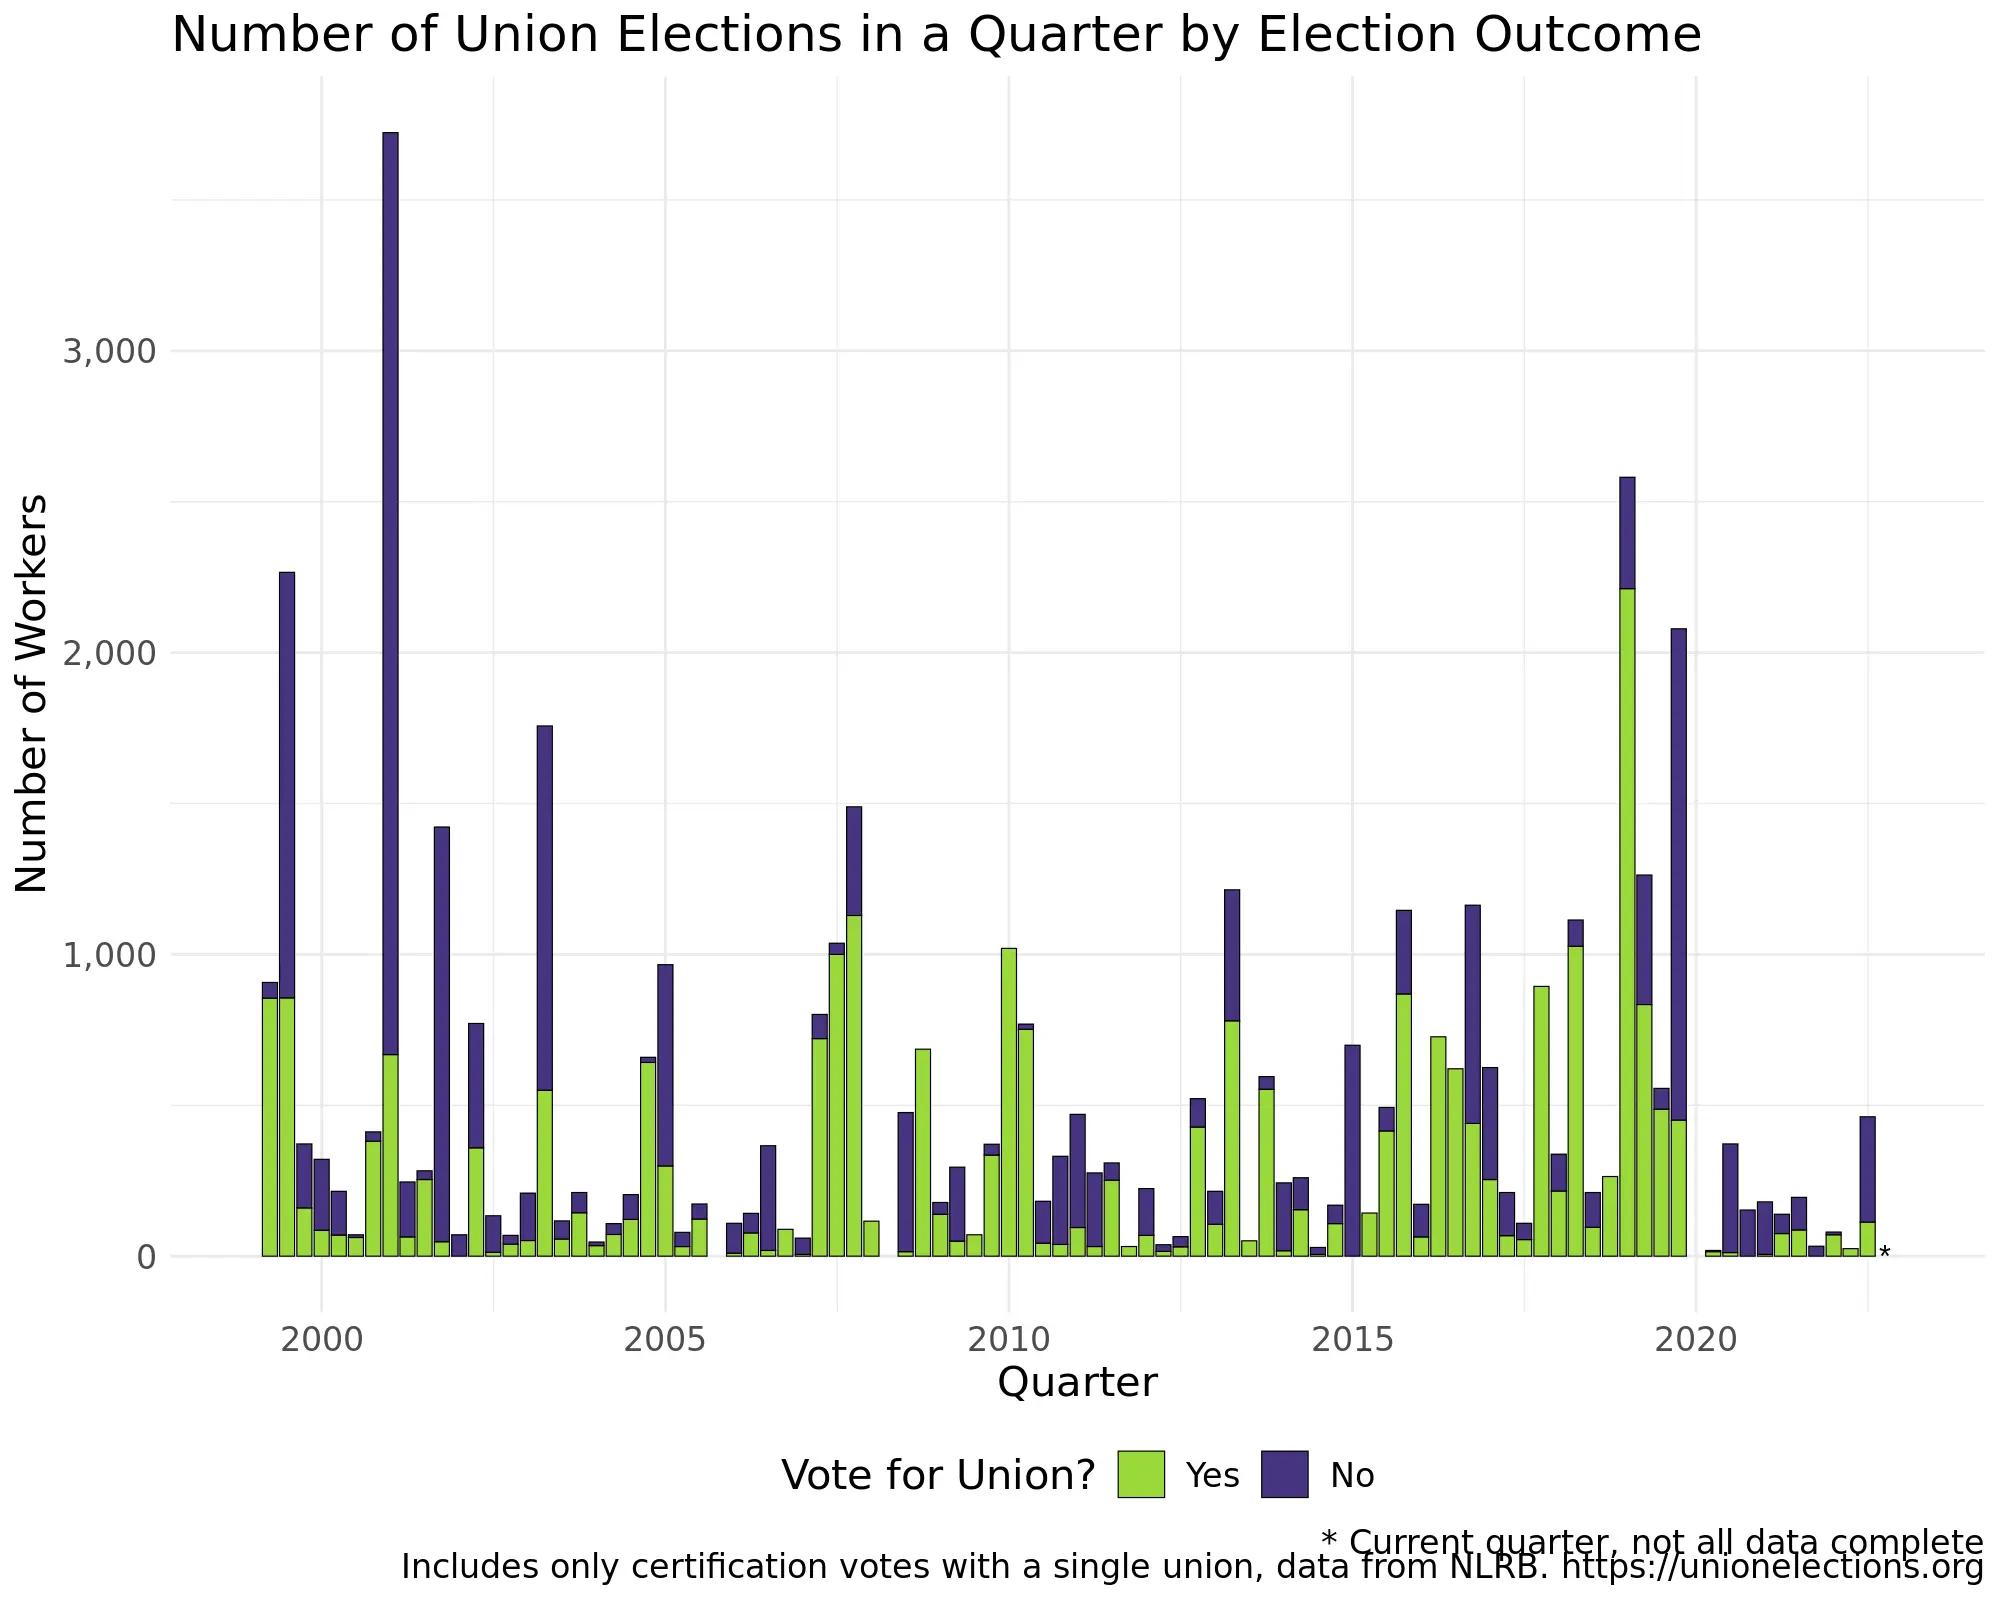 Number of Union Elections in a Quarter by Election Outcome
Number of Workers
3,000
2,000
1,000
0
*
2000 2005 2010 2015 2020
Quarter
Vote for Union? Yes No
* Current quarter, not all data complete
Includes only certification votes with a single union, data from NLRB. https://unionelections.org